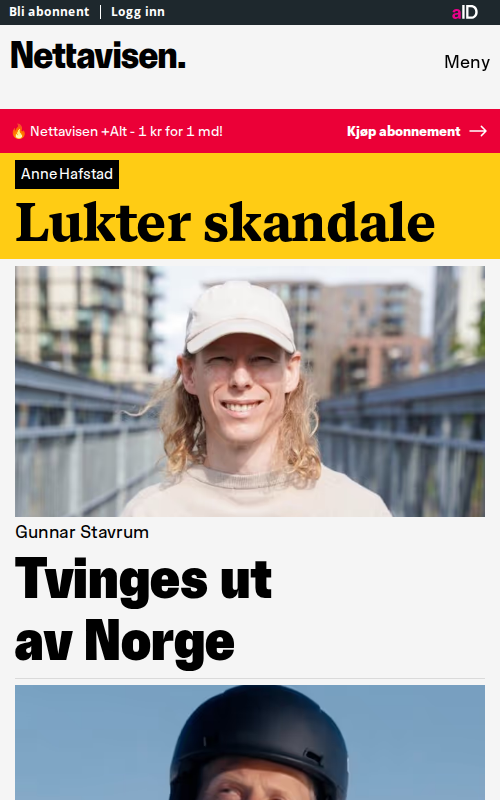 Bli abonnent | Logg inn
aID
Nettavisen.
Meny
🔥 Nettavisen +Alt - 1 kr for 1 md!
Kjøp abonnement →
Anne Hafstad
Lukter skandale
Gunnar Stavrum
Tvinges ut
av Norge